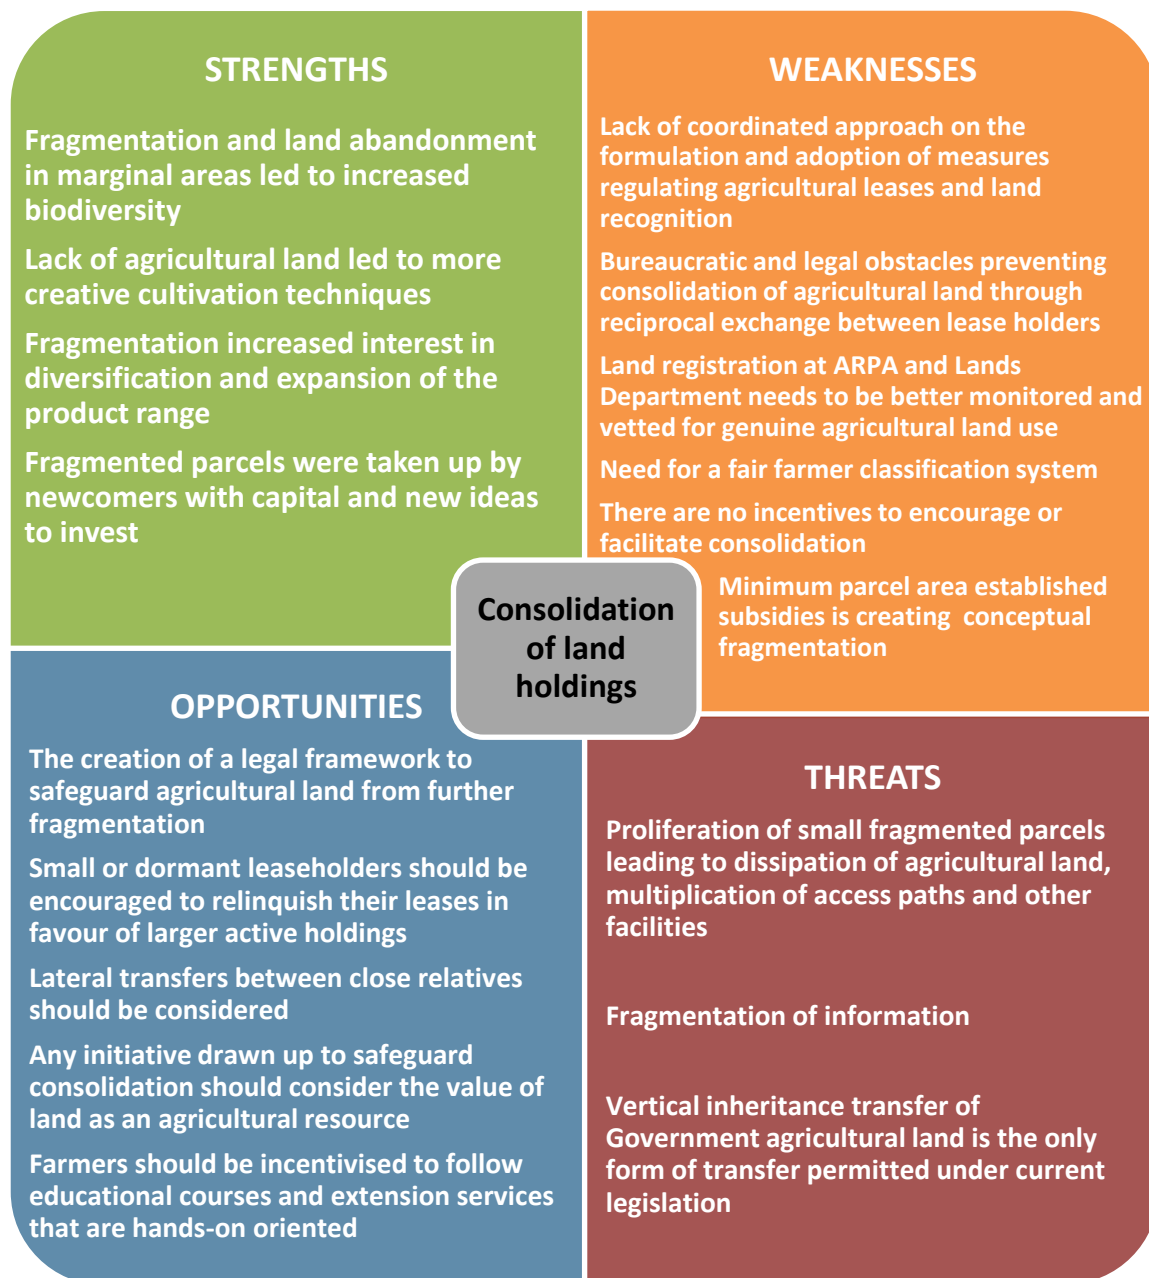 STRENGTHS
Fragmentation and land abandonment
in marginal areas led to increased
biodiversity
Lack of agricultural land led to more
creative cultivation techniques
Fragmentation increased interest in
diversification and expansion of the
product range
Fragmented parcels were taken up by
newcomers with capital and new ideas
to invest
WEAKNESSES
Lack of coordinated approach on the
formulation and adoption of measures
regulating agricultural leases and land
recognition
Bureaucratic and legal obstacles preventing
consolidation of agricultural land through
reciprocal exchange between lease holders
Land registration at ARPA and Lands
Department needs to be better monitored and
vetted for genuine agricultural land use
Need for a fair farmer classification system
There are no incentives to encourage or
facilitate consolidation
Minimum parcel area established
subsidies is creating  conceptual
fragmentation
Consolidation
of land
holdings
OPPORTUNITIES
The creation of a legal framework to
safeguard agricultural land from further
fragmentation
Small or dormant leaseholders should be
encouraged to relinquish their leases in
favour of larger active holdings
Lateral transfers between close relatives
should be considered
Any initiative drawn up to safeguard
consolidation should consider the value of
land as an agricultural resource
Farmers should be incentivised to follow
educational courses and extension services
that are hands-on oriented
THREATS
Proliferation of small fragmented parcels
leading to dissipation of agricultural land,
multiplication of access paths and other
facilities
Fragmentation of information
Vertical inheritance transfer of
Government agricultural land is the only
form of transfer permitted under current
legislation